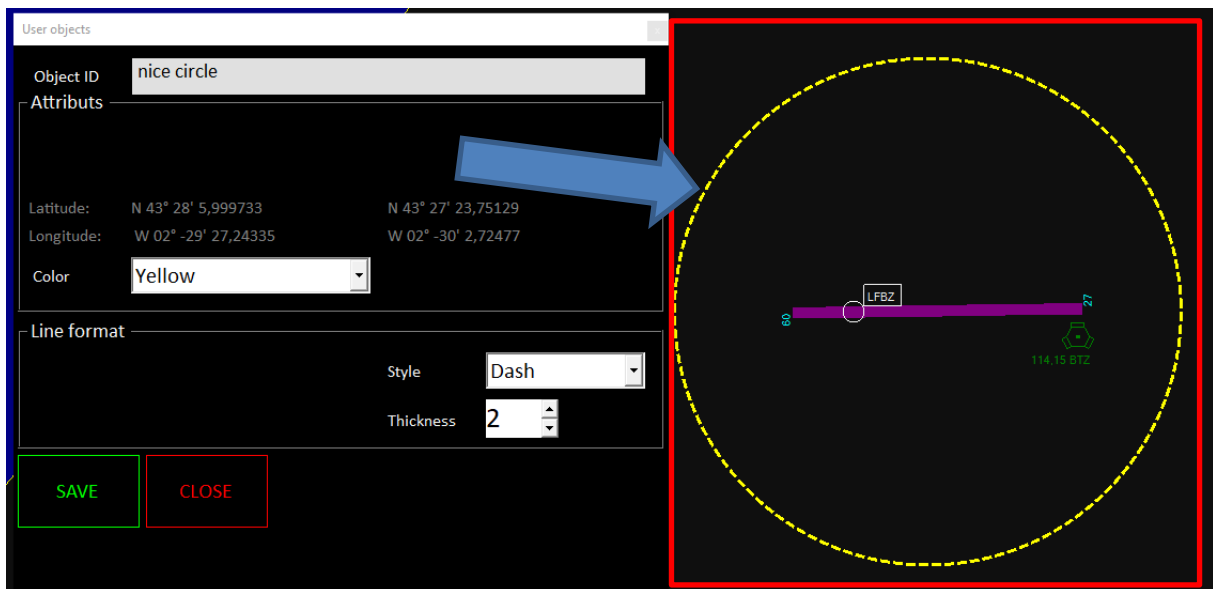 User objects
x
Object ID nice circle
Attributs
Latitude: N 43° 28' 5,999733 N 43° 27' 23,75129
Longitude: W 02° -29' 27,24335 W 02° -30' 2,72477
Color Yellow
Line format
Style Dash
Thickness 2
SAVE CLOSE
LFBZ
27
60
114,15 BTZ